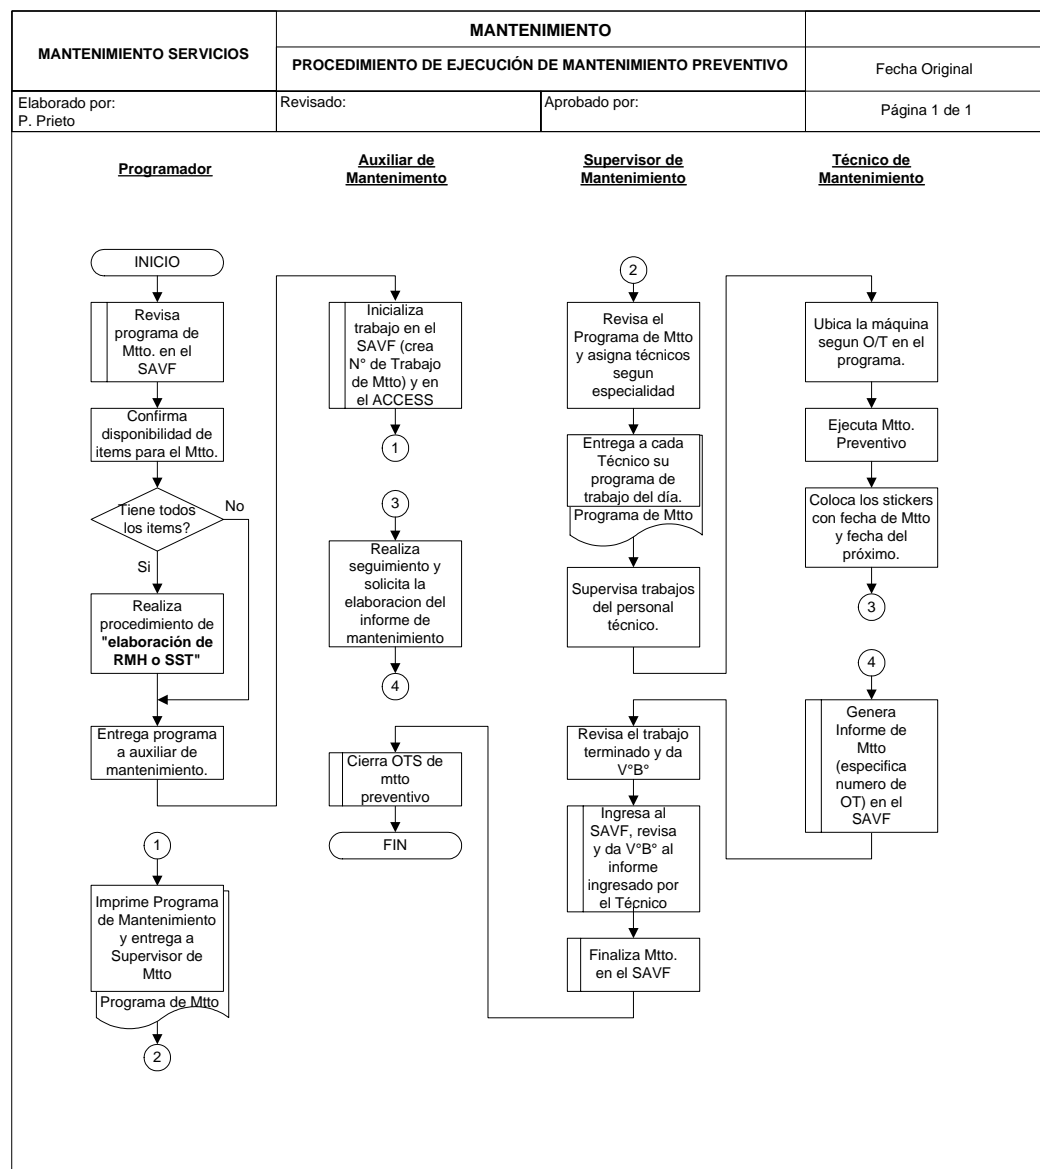 MANTENIMIENTO SERVICIOS
MANTENIMIENTO
PROCEDIMIENTO DE EJECUCIÓN DE MANTENIMIENTO PREVENTIVO
Fecha Original
Elaborado por:
P. Prieto
Revisado:
Aprobado por:
Página 1 de 1
Programador
Auxiliar de
Mantenimento
Supervisor de
Mantenimiento
Técnico de
Mantenimiento
INICIO
Revisa
programa de
Mtto. en el
SAVF
Confirma
disponibilidad de
items para el Mtto.
Tiene todos
los items?
No
Si
Realiza
procedimiento de
"elaboración de
RMH o SST"
Entrega programa
a auxiliar de
mantenimiento.
1
Imprime Programa
de Mantenimiento
y entrega a
Supervisor de
Mtto
Programa de Mtto
2
Inicializa
trabajo en el
SAVF (crea
N° de Trabajo
de Mtto) y en
el ACCESS
1
3
Realiza
seguimiento y
solicita la
elaboracion del
informe de
mantenimiento
4
Cierra OTS de
mtto
preventivo
FIN
2
Revisa el
Programa de Mtto
y asigna técnicos
segun
especialidad
Entrega a cada
Técnico su
programa de
trabajo del día.
Programa de Mtto
Supervisa trabajos
del personal
técnico.
Revisa el trabajo
terminado y da
V°B°
Ingresa al
SAVF, revisa
y da V°B° al
informe
ingresado por
el Técnico
Finaliza Mtto.
en el SAVF
Ubica la máquina
segun O/T en el
programa.
Ejecuta Mtto.
Preventivo
Coloca los stickers
con fecha de Mtto
y fecha del
próximo.
3
4
Genera
Informe de
Mtto
(especifica
numero de
OT) en el
SAVF